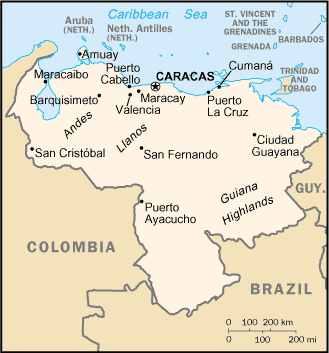 Caribbean Sea
Aruba
(NETH.)
Neth. Antilles
(NETH.)
ST. VINCENT AND
THE GRENADINES
BARBADOS
GRENADA
Amuay
Puerto
Cabello
CARACAS
Cumaná
TRINIDAD
AND
TOBAGO
Maracaibo
Barquisimeto
Valencia
Maracay
Puerto
La Cruz
Andes
Llanos
Ciudad
Guayana
San Cristóbal
San Fernando
GUY.
Guiana
Highlands
Puerto
Ayacucho
COLOMBIA
BRAZIL
0 100 200 km
0 100 200 mi